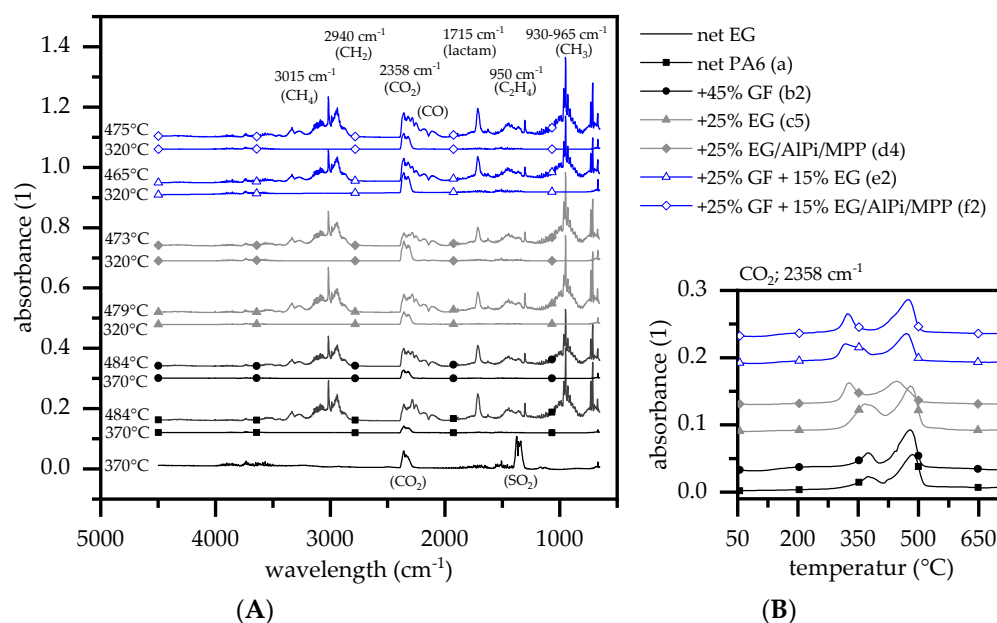 2940 cm⁻¹
(CH₂)
1715 cm⁻¹
(lactam)
930-965 cm⁻¹
(CH₃)
3015 cm⁻¹
(CH₄)
2358 cm⁻¹
(CO₂)
(CO)
950 cm⁻¹
(C₂H₄)
absorbance (1)
1.4
1.2
1.0
0.8
0.6
0.4
0.2
0.0
475°C
320°C
465°C
320°C
473°C
320°C
479°C
320°C
484°C
370°C
484°C
370°C
370°C
(CO₂)
(SO₂)
5000
4000
3000
2000
1000
wavelength (cm⁻¹)
(A)
net EG
net PA6 (a)
+45% GF (b2)
+25% EG (c5)
+25% EG/AlPi/MPP (d4)
+25% GF + 15% EG (e2)
+25% GF + 15% EG/AlPi/MPP (f2)
CO₂; 2358 cm⁻¹
absorbance (1)
0.3
0.2
0.1
0.0
50
200
350
500
650
temperatur (°C)
(B)